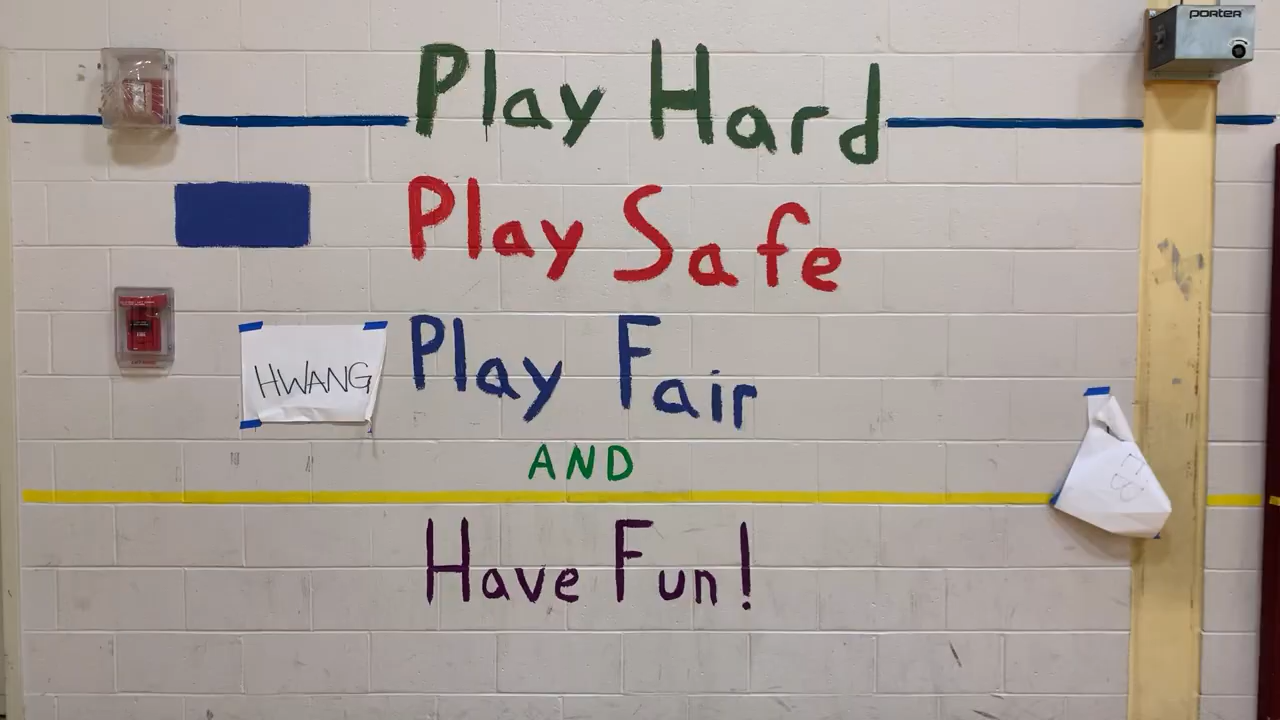 PORTER
Play Hard
Play Safe
Play Fair
HWANG
AND
Have Fun!